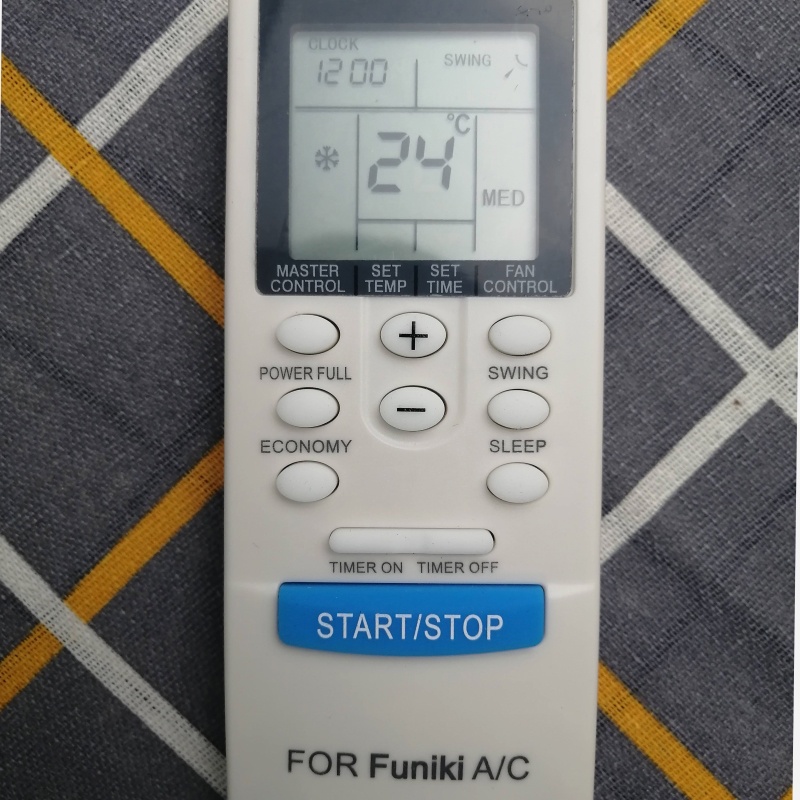 CLOCK
12 00
SWING
24 °C
MED
MASTER CONTROL
SET TEMP
SET TIME
FAN CONTROL
+
POWER FULL
SWING
−
ECONOMY
SLEEP
TIMER ON TIMER OFF
START/STOP
FOR Funiki A/C